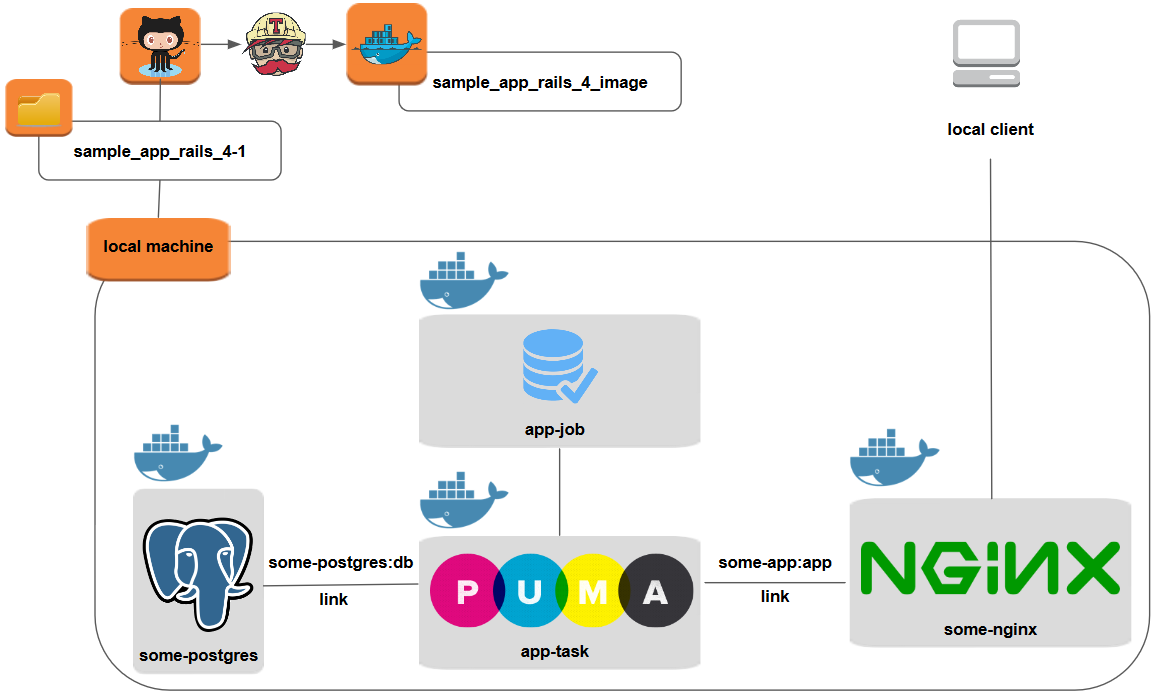 T
sample_app_rails_4_image
sample_app_rails_4-1
local client
local machine
app-job
some-postgres:db
link
some-app:app
link
PUMA
NGiNX
some-postgres
app-task
some-nginx